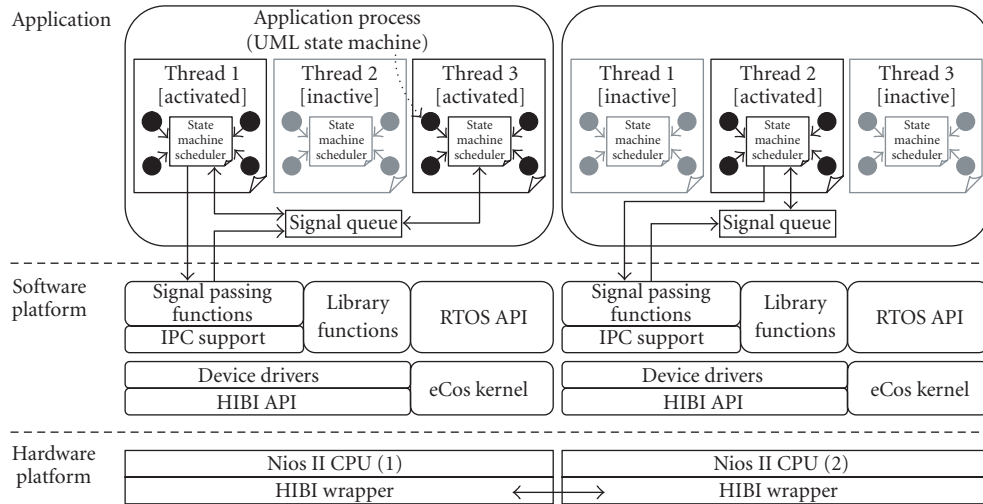 Application
Application process
(UML state machine)
Thread 1
[activated]
State
machine
scheduler
Thread 2
[inactive]
State
machine
scheduler
Thread 3
[activated]
State
machine
scheduler
Signal queue
Thread 1
[inactive]
State
machine
scheduler
Thread 2
[activated]
State
machine
scheduler
Thread 3
[inactive]
State
machine
scheduler
Signal queue
Software
platform
Signal passing
functions
IPC support
Library
functions
RTOS API
Device drivers
HIBI API
eCos kernel
Signal passing
functions
IPC support
Library
functions
RTOS API
Device drivers
HIBI API
eCos kernel
Hardware
platform
Nios II CPU (1)
HIBI wrapper
Nios II CPU (2)
HIBI wrapper